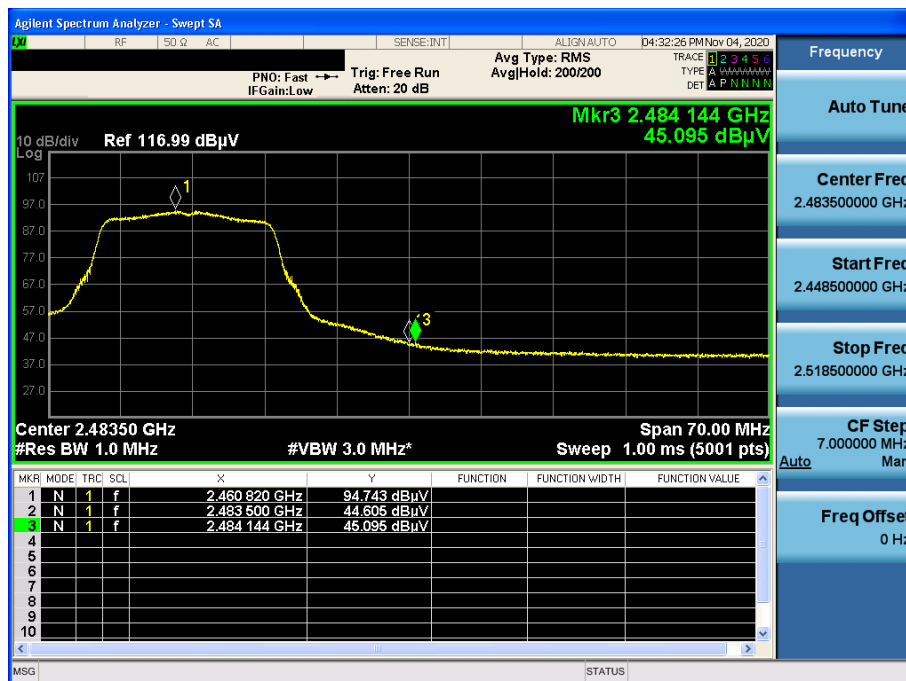 Agilent Spectrum Analyzer - Swept SA
LXI RF 50 Ω AC SENSE:INT ALIGN AUTO 04:32:26 PM Nov 04, 2020
PNO: Fast
IFGain:Low
Trig: Free Run
Atten: 20 dB
Avg Type: RMS
Avg|Hold: 200/200
TRACE 1 2 3 4 5 6
TYPE A WWWWW
DET A P N N N N
Mkr3 2.484 144 GHz
45.095 dBµV
10 dB/div Ref 116.99 dBµV
Log
107
97.0
87.0
77.0
67.0
57.0
47.0
37.0
27.0
1
3
Center 2.48350 GHz Span 70.00 MHz
#Res BW 1.0 MHz #VBW 3.0 MHz* Sweep 1.00 ms (5001 pts)
MKR MODE TRC SCL X Y FUNCTION FUNCTION WIDTH FUNCTION VALUE
1 N 1 f 2.460 820 GHz 94.743 dBµV
2 N 1 f 2.483 500 GHz 44.605 dBµV
3 N 1 f 2.484 144 GHz 45.095 dBµV
4
5
6
7
8
9
10
MSG STATUS
Frequency
Auto Tune
Center Freq
2.483500000 GHz
Start Freq
2.448500000 GHz
Stop Freq
2.518500000 GHz
CF Step
7.000000 MHz
Auto Man
Freq Offset
0 Hz